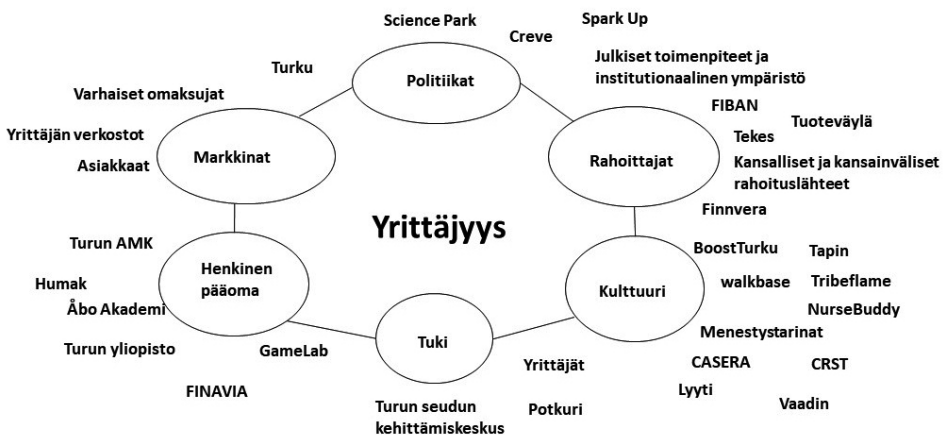 Science Park
Spark Up
Creve
Turku
Politiikat
Julkiset toimenpiteet ja
institutionaalinen ympäristö
Varhaiset omaksujat
FIBAN
Tuoteväylä
Yrittäjän verkostot
Tekes
Asiakkaat
Markkinat
Rahoittajat
Kansalliset ja kansainväliset
rahoituslähteet
Finnvera
Yrittäjyys
Turun AMK
BoostTurku
Tapin
Henkinen
pääoma
Humak
Kulttuuri
walkbase
Tribeflame
Åbo Akademi
NurseBuddy
Menestystarinat
Turun yliopisto
GameLab
Tuki
Yrittäjät
CASERA
CRST
FINAVIA
Lyyti
Turun seudun
kehittämiskeskus
Potkuri
Vaadin